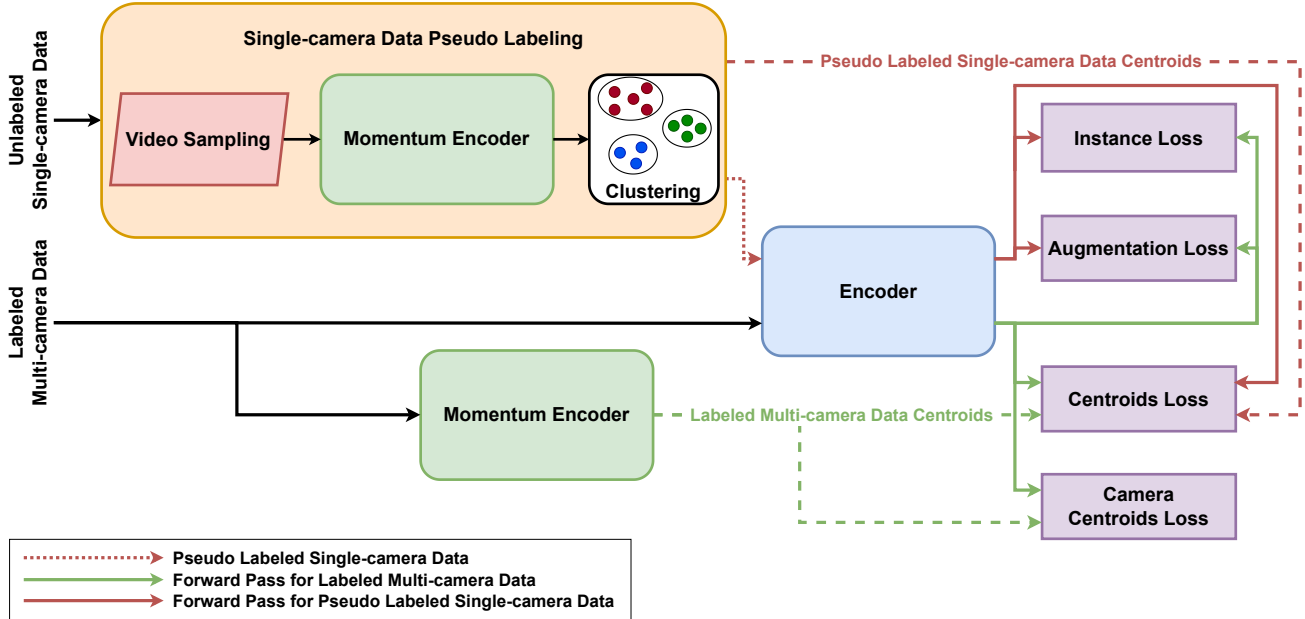 Unlabeled
Single-camera Data
Single-camera Data Pseudo Labeling
Video Sampling
Momentum Encoder
Clustering
Pseudo Labeled Single-camera Data Centroids
Instance Loss
Augmentation Loss
Encoder
Labeled
Multi-camera Data
Momentum Encoder
Labeled Multi-camera Data Centroids
Centroids Loss
Camera
Centroids Loss
Pseudo Labeled Single-camera Data
Forward Pass for Labeled Multi-camera Data
Forward Pass for Pseudo Labeled Single-camera Data